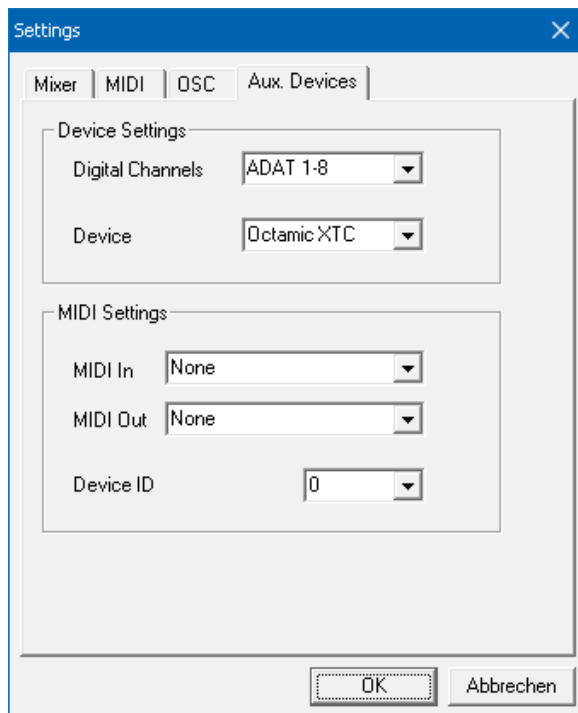 Settings
Mixer MIDI OSC Aux. Devices
Device Settings
Digital Channels ADAT 1-8
Device Octamic XTC
MIDI Settings
MIDI In None
MIDI Out None
Device ID 0
OK Abbrechen